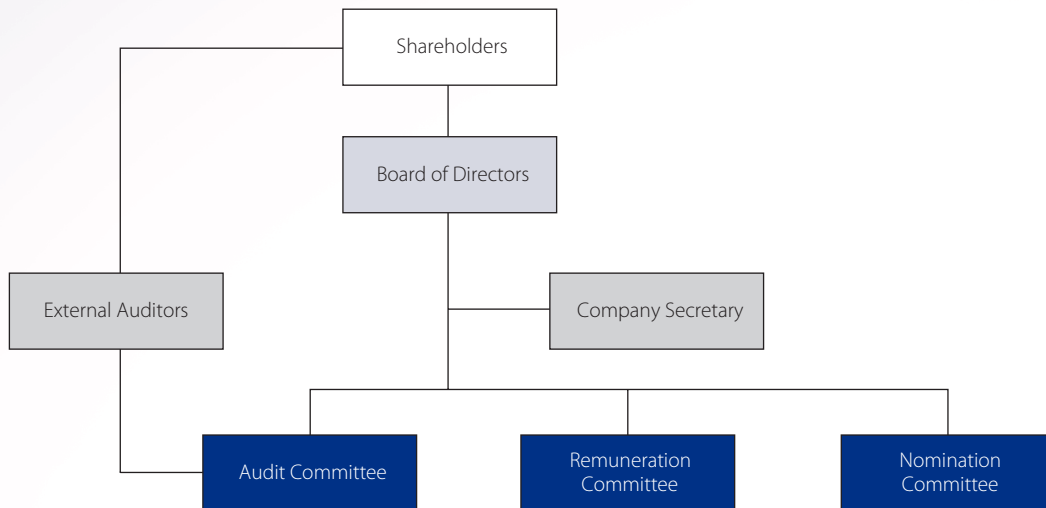 Shareholders
Board of Directors
External Auditors
Company Secretary
Audit Committee
Remuneration
Committee
Nomination
Committee